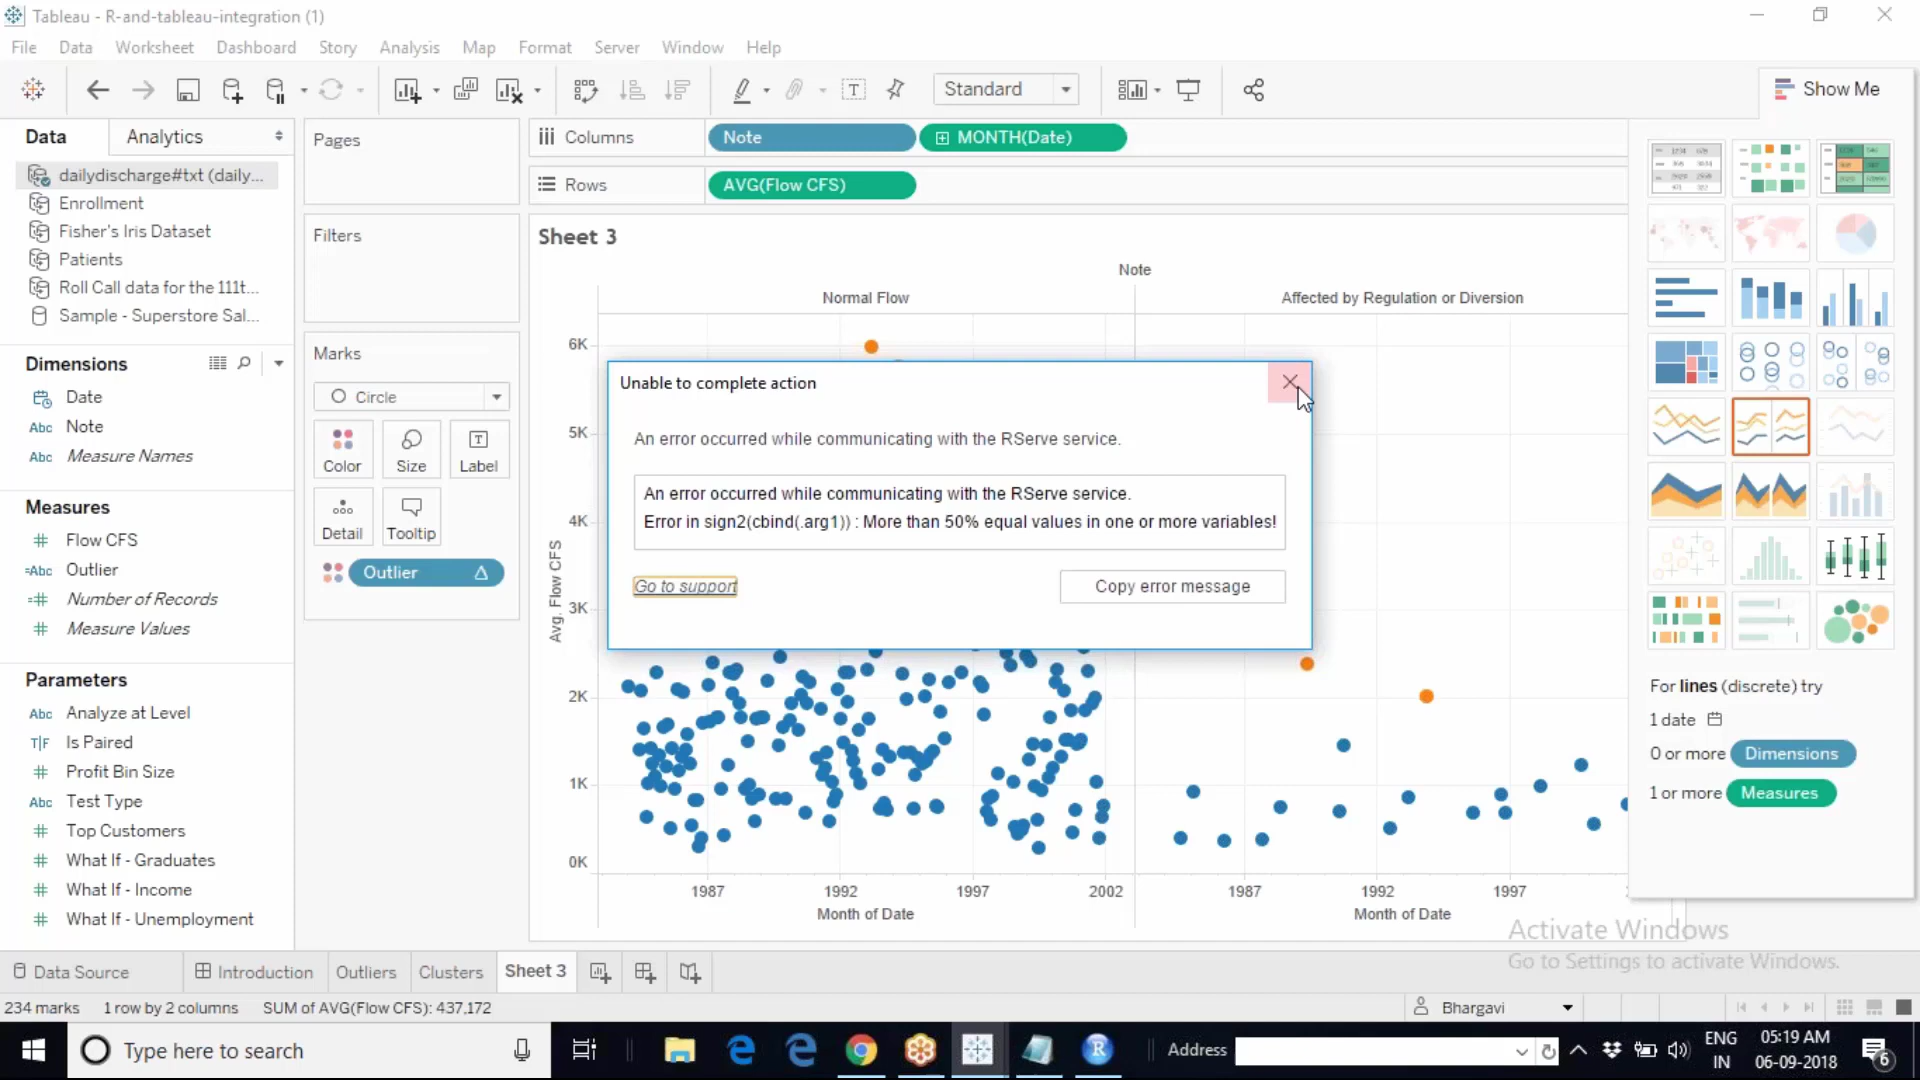 Tableau - R-and-tableau-integration (1)
File Data Worksheet Dashboard Story Analysis Map Format Server Window Help
Standard
Show Me
Data
Analytics
dailydischarge#txt (daily...
Enrollment
Fisher's Iris Dataset
Patients
Roll Call data for the 111t...
Sample - Superstore Sal...
Dimensions
Date
Abc Note
Abc Measure Names
Measures
# Flow CFS
=Abc Outlier
=# Number of Records
# Measure Values
Parameters
Abc Analyze at Level
T|F Is Paired
# Profit Bin Size
Abc Test Type
# Top Customers
# What If - Graduates
# What If - Income
# What If - Unemployment
Pages
Filters
Marks
Circle
Color
Size
Label
Detail
Tooltip
Outlier
Columns
Note
MONTH(Date)
Rows
AVG(Flow CFS)
Sheet 3
Note
Normal Flow
Affected by Regulation or Diversion
6K
5K
4K
3K
2K
1K
0K
Avg. Flow CFS
1987
1992
1997
2002
1987
1992
1997
Month of Date
Month of Date
Unable to complete action
An error occurred while communicating with the RServe service.
An error occurred while communicating with the RServe service.
Error in sign2(cbind(.arg1)) : More than 50% equal values in one or more variables!
Go to support
Copy error message
For lines (discrete) try
1 date
0 or more Dimensions
1 or more Measures
Activate Windows
Go to Settings to activate Windows.
Data Source
Introduction
Outliers
Clusters
Sheet 3
234 marks
1 row by 2 columns
SUM of AVG(Flow CFS): 437,172
Bhargavi
Type here to search
Address
ENG
IN
05:19 AM
06-09-2018
6